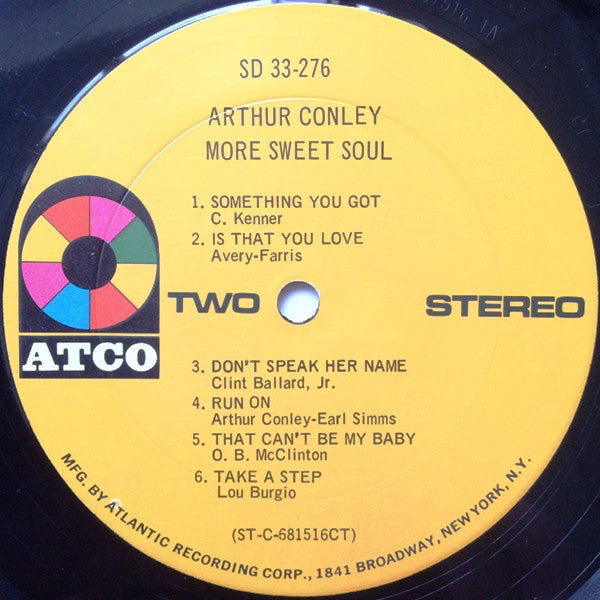 SD 33-276
ARTHUR CONLEY
MORE SWEET SOUL
1. SOMETHING YOU GOT
C. Kenner
2. IS THAT YOU LOVE
Avery-Farris
TWO
STEREO
ATCO
3. DON'T SPEAK HER NAME
Clint Ballard, Jr.
4. RUN ON
Arthur Conley-Earl Simms
5. THAT CAN'T BE MY BABY
O. B. McClinton
6. TAKE A STEP
Lou Burgio
(ST-C-681516CT)
MFG. BY ATLANTIC RECORDING CORP., 1841 BROADWAY, NEW YORK, N.Y.